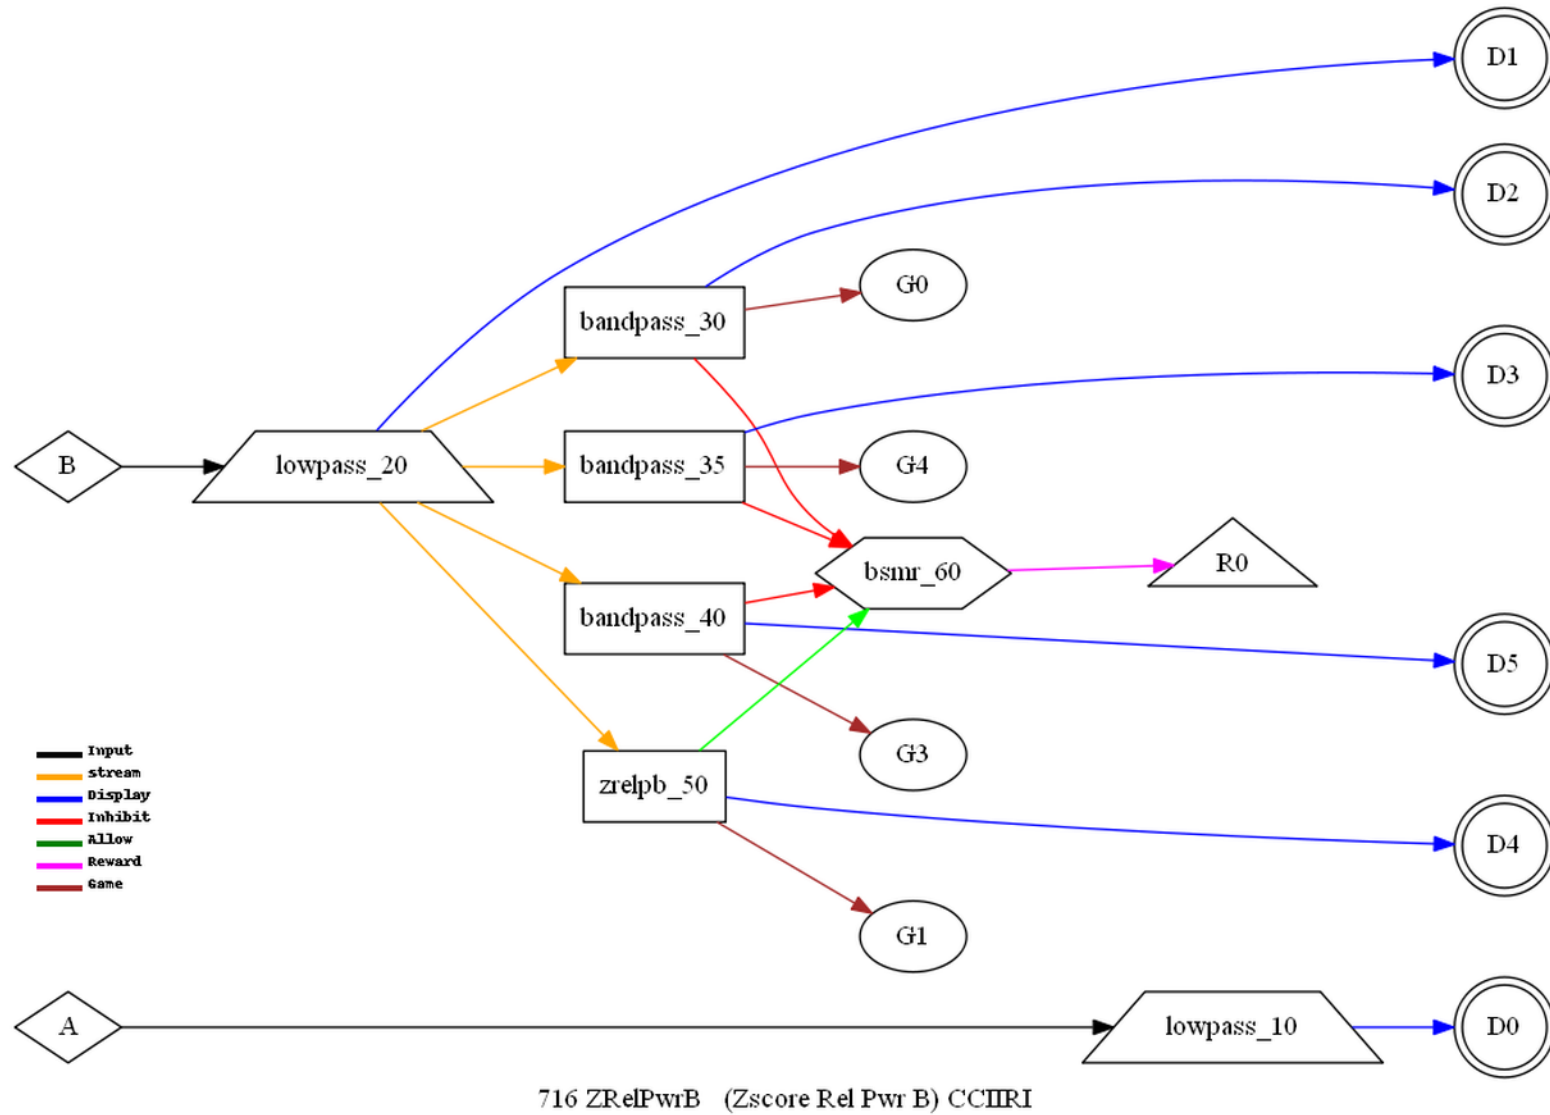 D1
D2
G0
bandpass_30
D3
B
lowpass_20
bandpass_35
G4
bsmr_60
R0
bandpass_40
D5
G3
zrelpb_50
D4
Input
stream
Display
Inhibit
Allow
Reward
Game
G1
A
lowpass_10
D0
716 ZRelPwrB (Zscore Rel Pwr B) CCIIRI